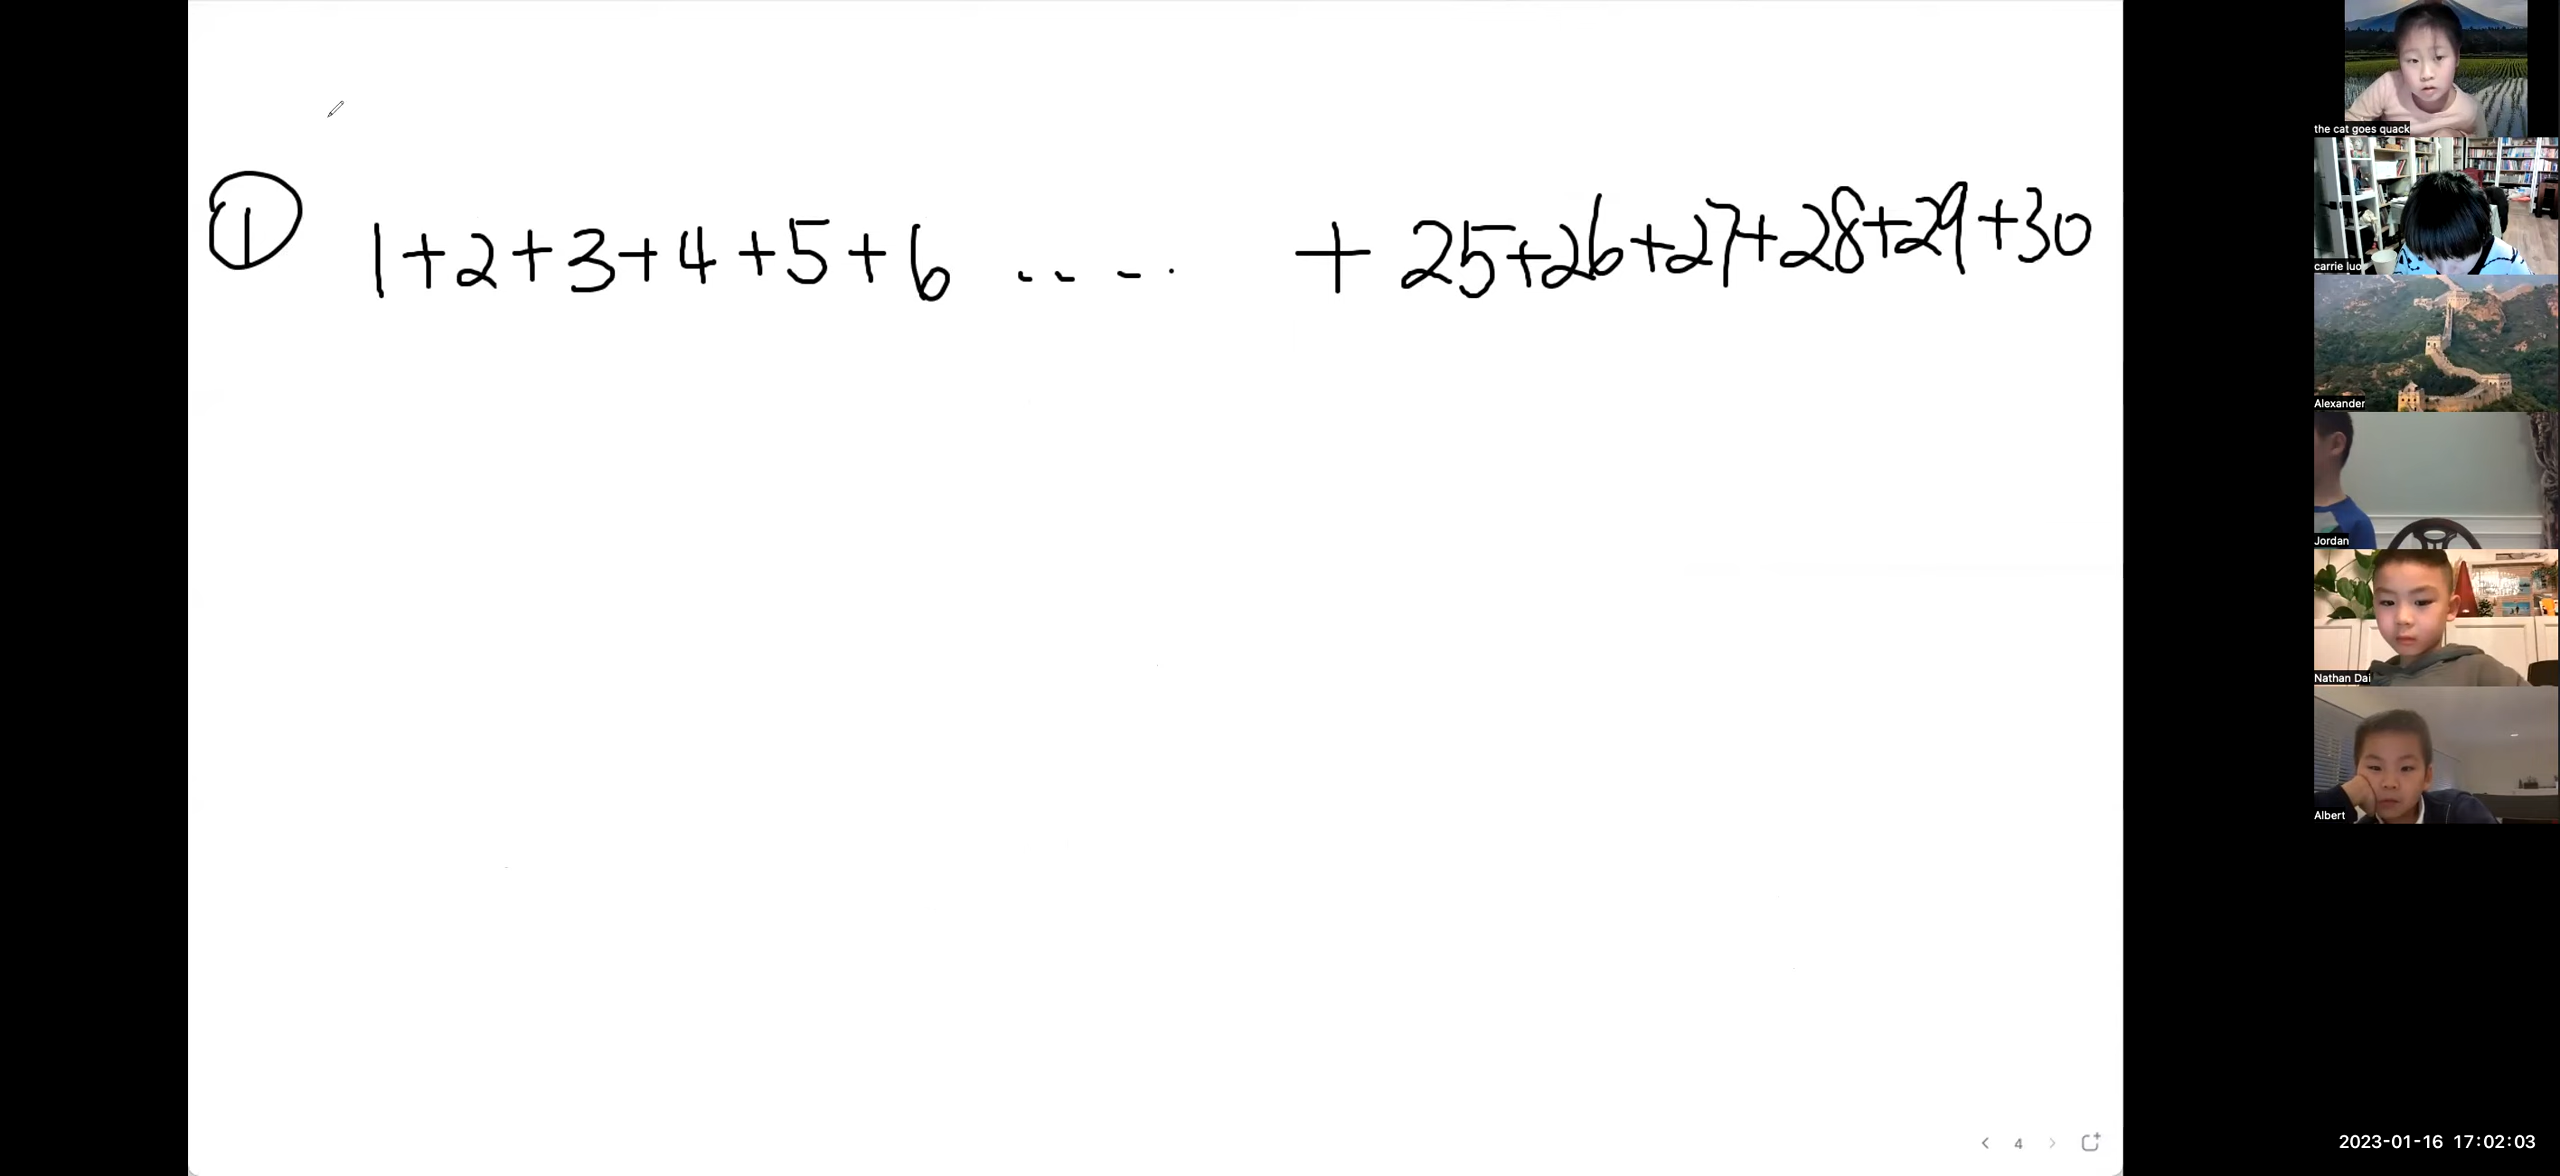 ① 1+2+3+4+5+6 ..... +25+26+27+28+29+30
the cat goes quack
carrie luo
Alexander
Jordan
Nathan Dai
Albert
4
2023-01-16 17:02:03